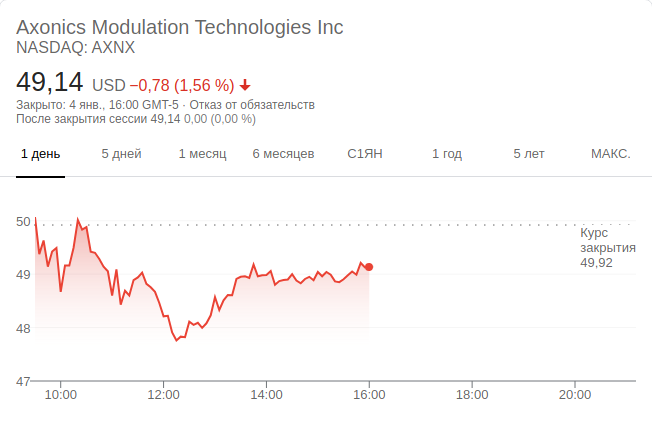 Axonics Modulation Technologies Inc
NASDAQ: AXNX
49,14 USD −0,78 (1,56 %)
Закрыто: 4 янв., 16:00 GMT-5 · Отказ от обязательств
После закрытия сессии 49,14 0,00 (0,00 %)
1 день 5 дней 1 месяц 6 месяцев С1ЯН 1 год 5 лет МАКС.
50
Курс
закрытия
49,92
49
48
47
10:00 12:00 14:00 16:00 18:00 20:00